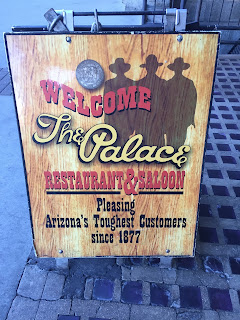 WELCOME
The Palace
RESTAURANT & SALOON
Pleasing
Arizona's Toughest Customers
since 1877